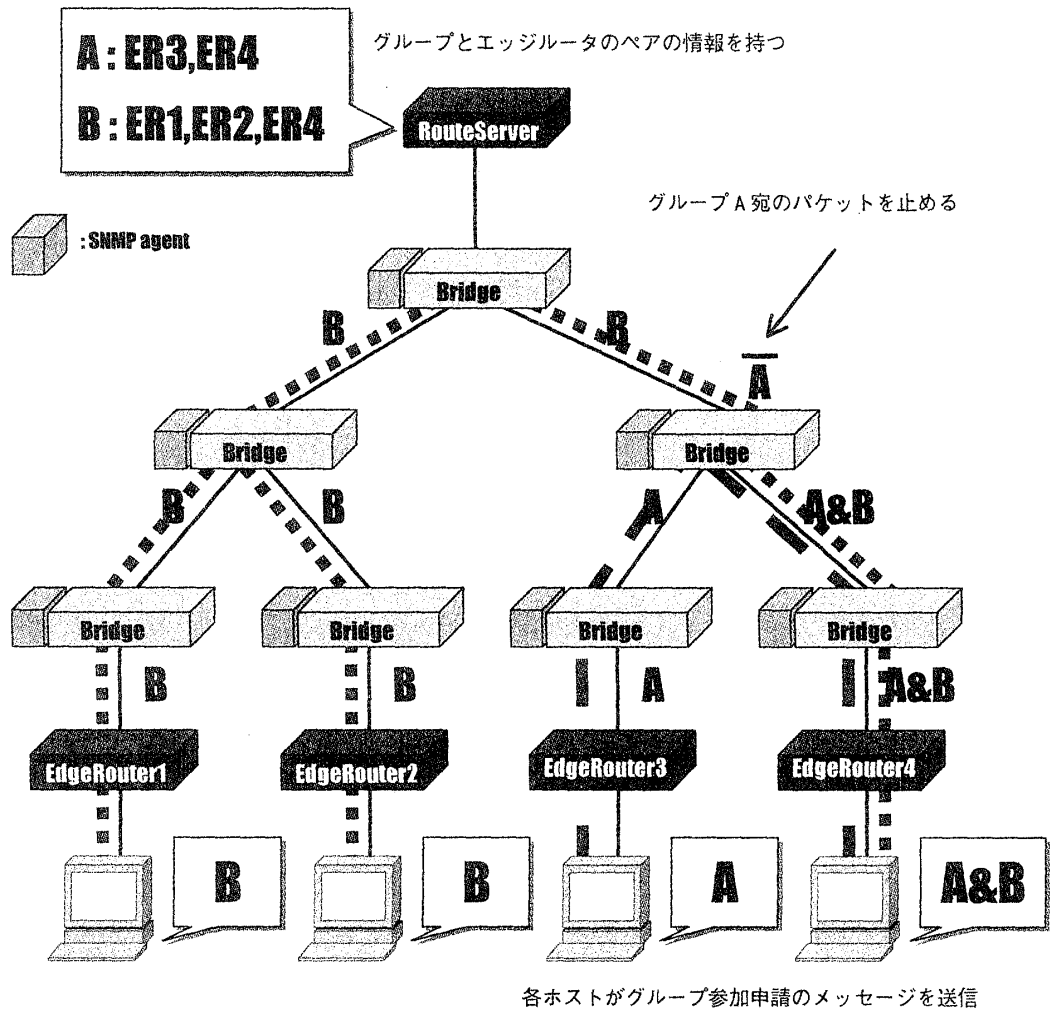 A : ER3,ER4
B : ER1,ER2,ER4
グループとエッジルータのペアの情報を持つ
RouteServer
グループA宛のパケットを止める
: SNMP agent
Bridge
B
B
A
Bridge
Bridge
B
B
A
A&B
Bridge
Bridge
Bridge
Bridge
B
B
A
A&B
EdgeRouter1
EdgeRouter2
EdgeRouter3
EdgeRouter4
B
B
A
A&B
各ホストがグループ参加申請のメッセージを送信